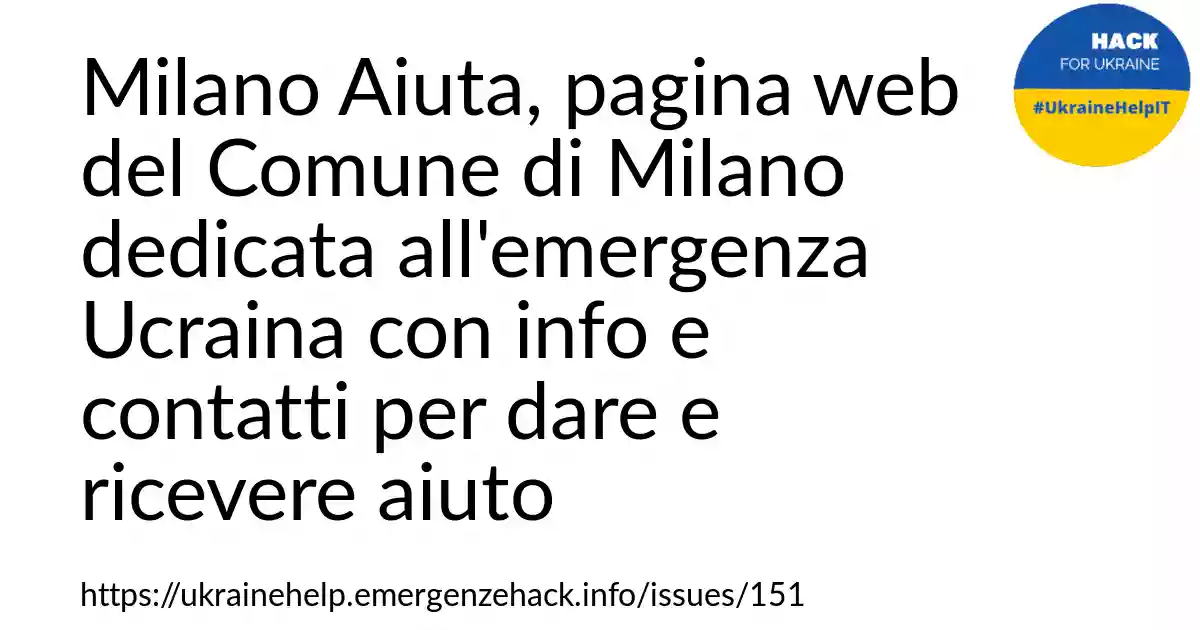 Milano Aiuta, pagina web
del Comune di Milano
dedicata all'emergenza
Ucraina con info e
contatti per dare e
ricevere aiuto
https://ukrainehelp.emergenzehack.info/issues/151
HACK
FOR UKRAINE
#UkraineHelpIT